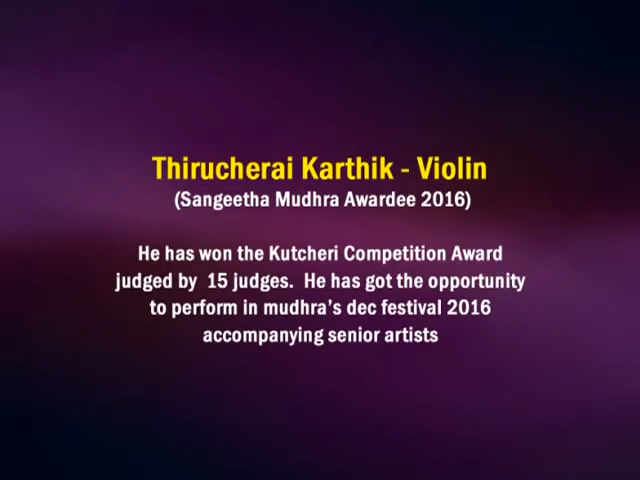 Thirucherai Karthik - Violin
(Sangeetha Mudhra Awardee 2016)
He has won the Kutcheri Competition Award
judged by  15 judges.  He has got the opportunity
to perform in mudhra's dec festival 2016
accompanying senior artists